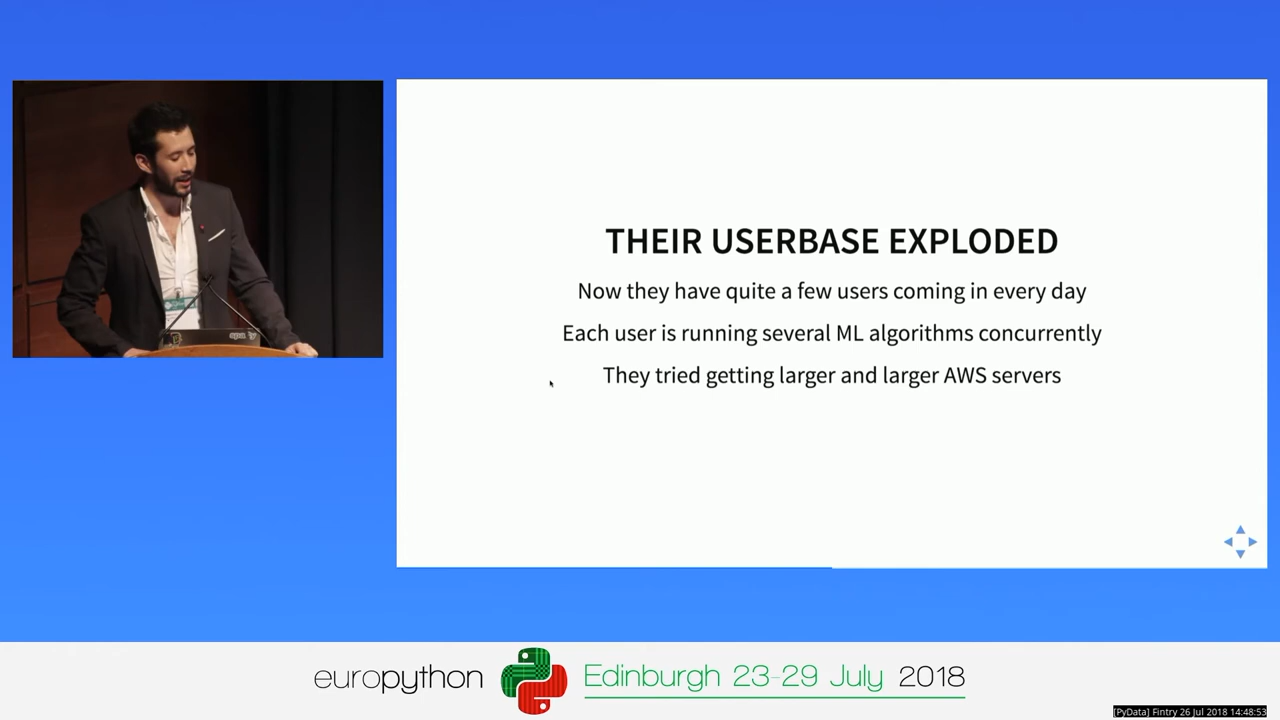 THEIR USERBASE EXPLODED
Now they have quite a few users coming in every day
Each user is running several ML algorithms concurrently
They tried getting larger and larger AWS servers
europython
Edinburgh 23-29 July 2018
[PyData] Fintry 26 Jul 2018 14:48:53